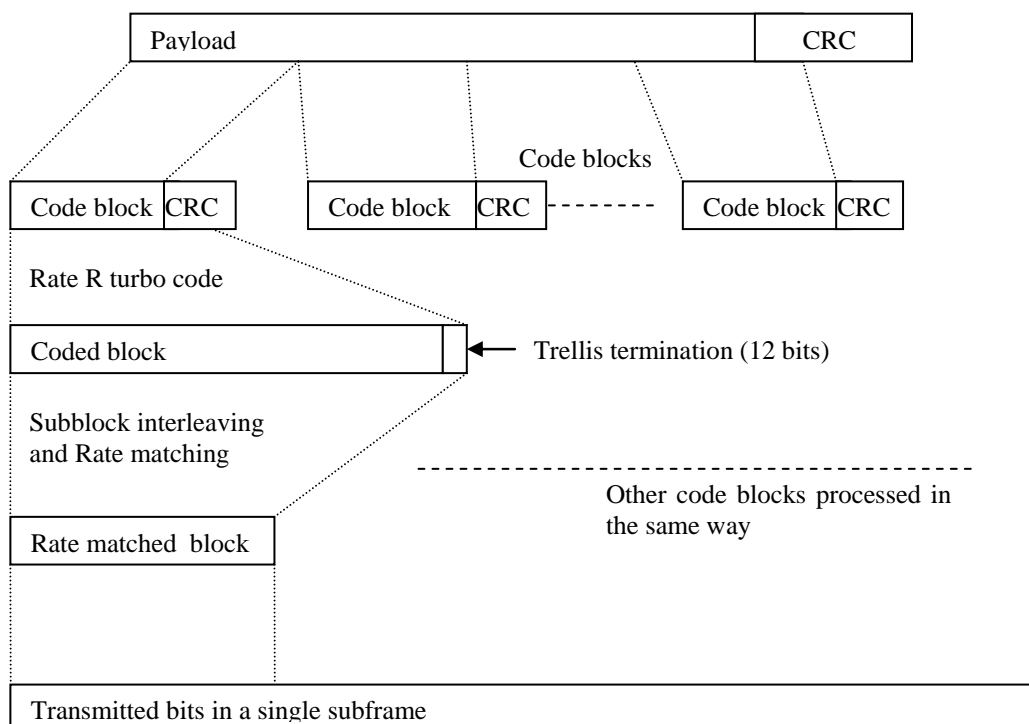 Payload CRC
Code blocks
Code block CRC Code block CRC Code block CRC
Rate R turbo code
Coded block
Trellis termination (12 bits)
Subblock interleaving
and Rate matching
Other code blocks processed in
the same way
Rate matched block
Transmitted bits in a single subframe